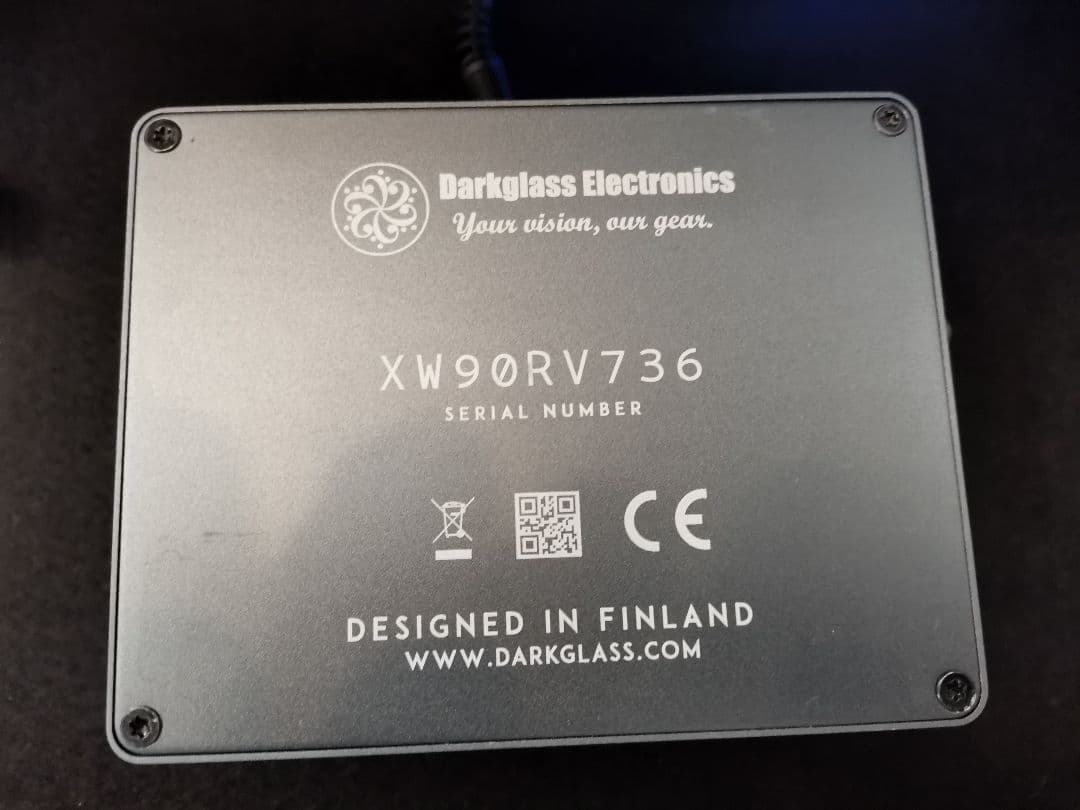 Darkglass Electronics
Your vision, our gear.
XW90RV736
SERIAL NUMBER
CE
DESIGNED IN FINLAND
WWW.DARKGLASS.COM